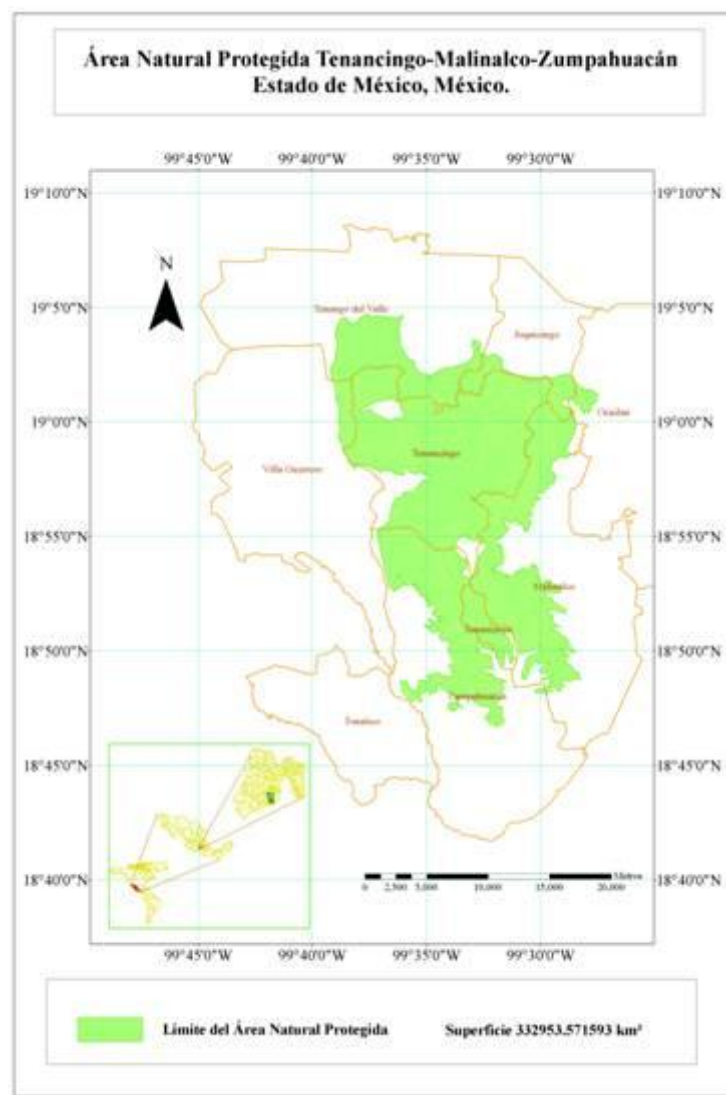 Área Natural Protegida Tenancingo-Malinalco-Zumpahuacán
Estado de México, México.
99°45'0"W 99°40'0"W 99°35'0"W 99°30'0"W
19°10'0"N 19°10'0"N
N
19°5'0"N Tenango del Valle 19°5'0"N
Joquicingo
Ocuilan
19°0'0"N 19°0'0"N
Tenancingo
Villa Guerrero
18°55'0"N 18°55'0"N
Malinalco
Tenancingo
18°50'0"N 18°50'0"N
Zumpahuacán
Tonatico
18°45'0"N 18°45'0"N
18°40'0"N 18°40'0"N
Metros
0 2,500 5,000 10,000 15,000 20,000
99°45'0"W 99°40'0"W 99°35'0"W 99°30'0"W
Límite del Área Natural Protegida Superficie 332953.571593 km²